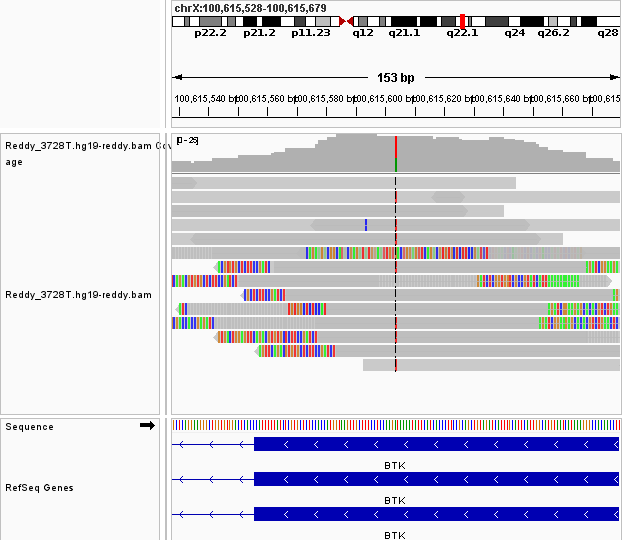 chrX:100,615,528-100,615,679
p22.2 p21.2 p11.23 q12 q21.1 q22.1 q24 q26.2 q28
153 bp
100,615,540 bp 100,615,560 bp 100,615,580 bp 100,615,600 bp 100,615,620 bp 100,615,640 bp 100,615,660 bp 100,615
[0-25]
Reddy_3728T.hg19-reddy.bam Cov
age
Reddy_3728T.hg19-reddy.bam
Sequence
BTK
RefSeq Genes
BTK
BTK